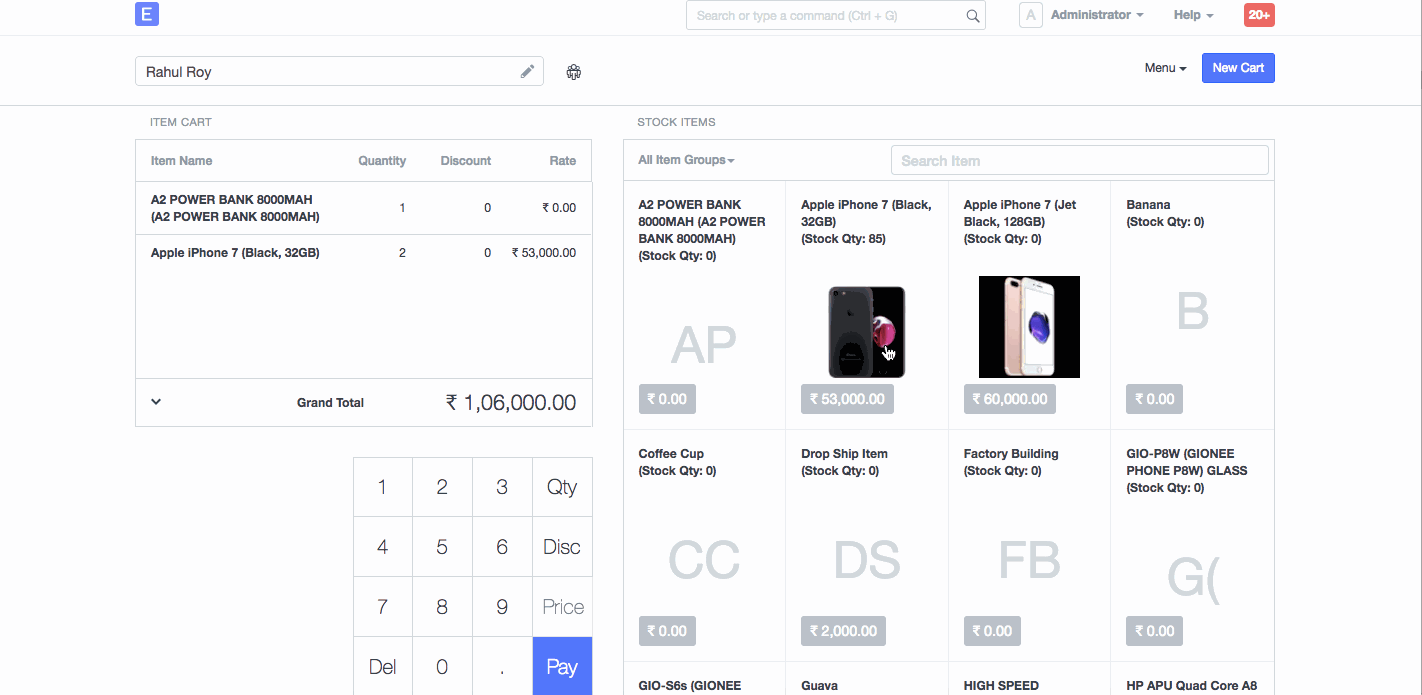 E
Search or type a command (Ctrl + G)
A
Administrator
Help
20+
Rahul Roy
Menu
New Cart
ITEM CART
Item Name Quantity Discount Rate
A2 POWER BANK 8000MAH
(A2 POWER BANK 8000MAH)
1 0 ₹ 0.00
Apple iPhone 7 (Black, 32GB) 2 0 ₹ 53,000.00
Grand Total ₹ 1,06,000.00
1 2 3 Qty
4 5 6 Disc
7 8 9 Price
Del 0 . Pay
STOCK ITEMS
All Item Groups
Search Item
A2 POWER BANK
8000MAH (A2 POWER
BANK 8000MAH)
(Stock Qty: 0)
AP
₹ 0.00
Apple iPhone 7 (Black,
32GB)
(Stock Qty: 85)
₹ 53,000.00
Apple iPhone 7 (Jet
Black, 128GB)
(Stock Qty: 0)
₹ 60,000.00
Banana
(Stock Qty: 0)
B
₹ 0.00
Coffee Cup
(Stock Qty: 0)
CC
₹ 0.00
Drop Ship Item
(Stock Qty: 0)
DS
₹ 2,000.00
Factory Building
(Stock Qty: 0)
FB
₹ 0.00
GIO-P8W (GIONEE
PHONE P8W) GLASS
(Stock Qty: 0)
G(
₹ 0.00
GIO-S6s (GIONEE
Guava
HIGH SPEED
HP APU Quad Core A8